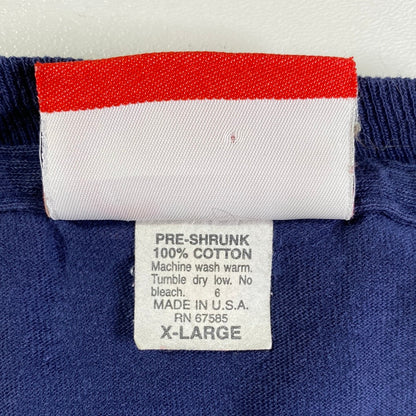 PRE-SHRUNK
100% COTTON
Machine wash warm.
Tumble dry low. No
bleach. 6
MADE IN U.S.A.
RN 67585
X-LARGE